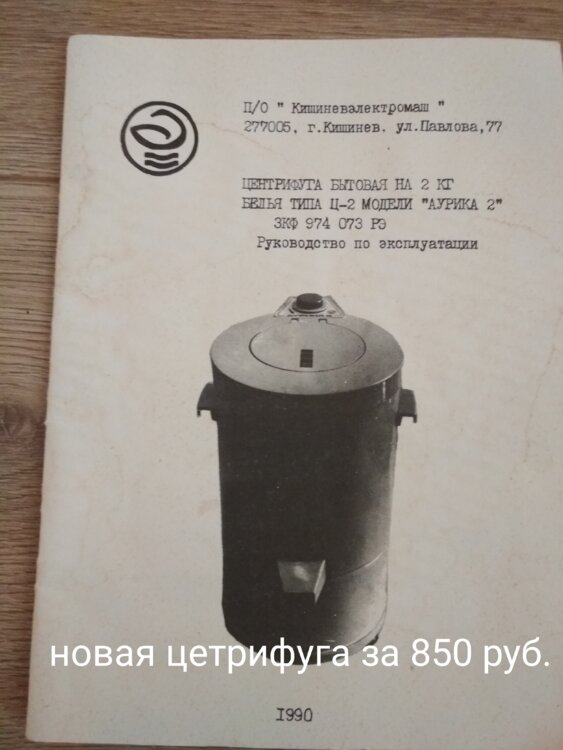 П/О " Кишиневэлектромаш "
277005, г.Кишинев. ул.Павлова,77
ЦЕНТРИФУГА БЫТОВАЯ НА 2 КГ
БЕЛЬЯ ТИПА Ц-2 МОДЕЛИ "АУРИКА 2"
ЗКФ 974 073 РЭ
Руководство по эксплуатации
новая цетрифуга за 850 руб.
I990